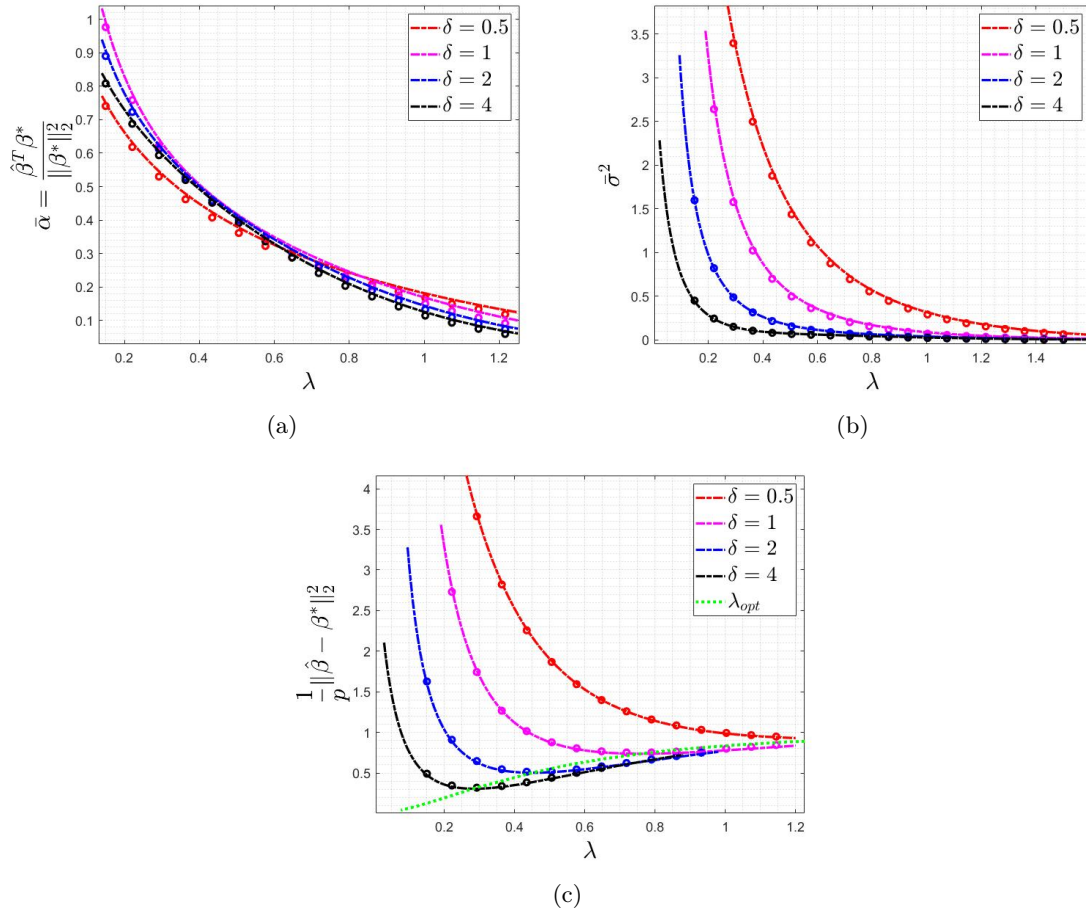 1
0.9
0.8
0.7
0.6
0.5
0.4
0.3
0.2
0.1
0.2 0.4 0.6 0.8 1 1.2
ᾱ = β̂ᵀβ* / ||β*||₂²
λ
δ = 0.5
δ = 1
δ = 2
δ = 4
(a)
3.5
3
2.5
2
1.5
1
0.5
0
0.2 0.4 0.6 0.8 1 1.2 1.4
σ̄²
λ
δ = 0.5
δ = 1
δ = 2
δ = 4
(b)
4
3.5
3
2.5
2
1.5
1
0.5
0.2 0.4 0.6 0.8 1 1.2
1/p ||β̂ − β*||₂²
λ
δ = 0.5
δ = 1
δ = 2
δ = 4
λ_opt
(c)